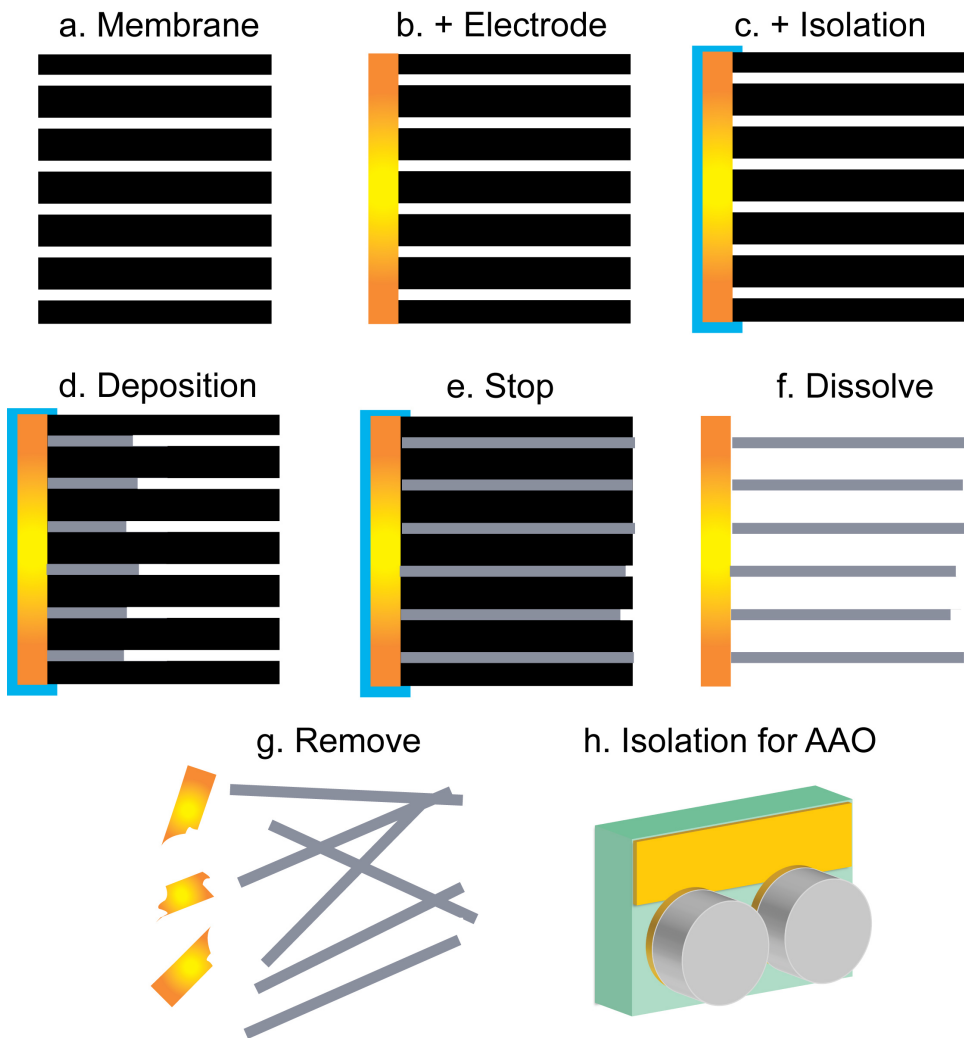 a. Membrane
b. + Electrode
c. + Isolation
d. Deposition
e. Stop
f. Dissolve
g. Remove
h. Isolation for AAO